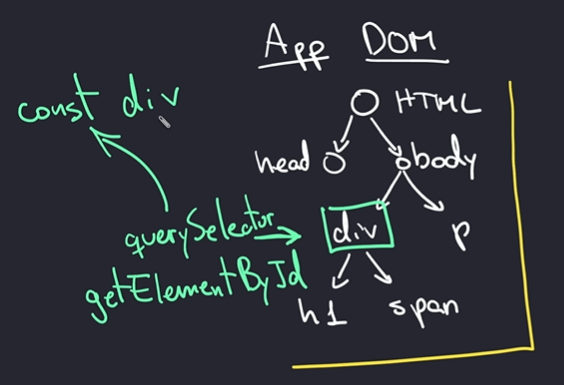 App DOM
const div
HTML
head
body
querySelector
div
p
getElementById
h1
span